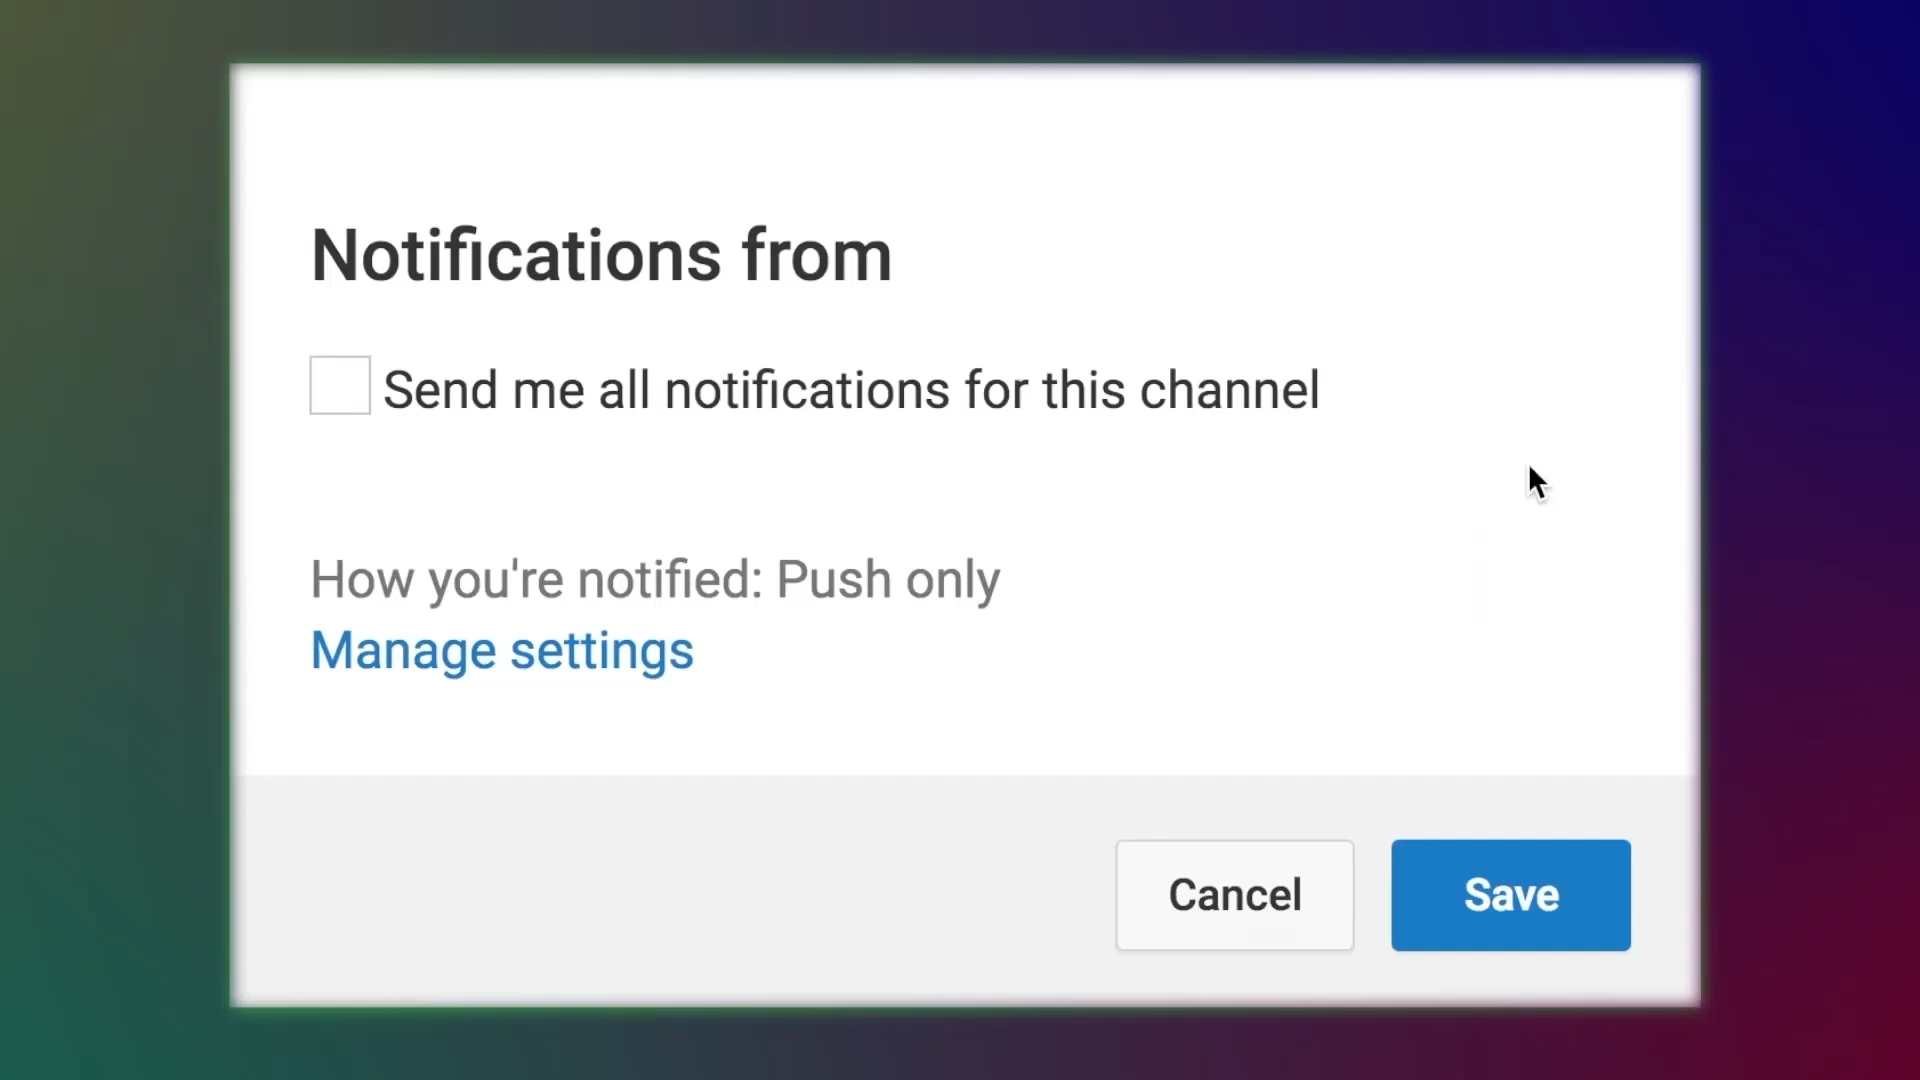 Notifications from
Send me all notifications for this channel
How you're notified: Push only
Manage settings
Cancel
Save